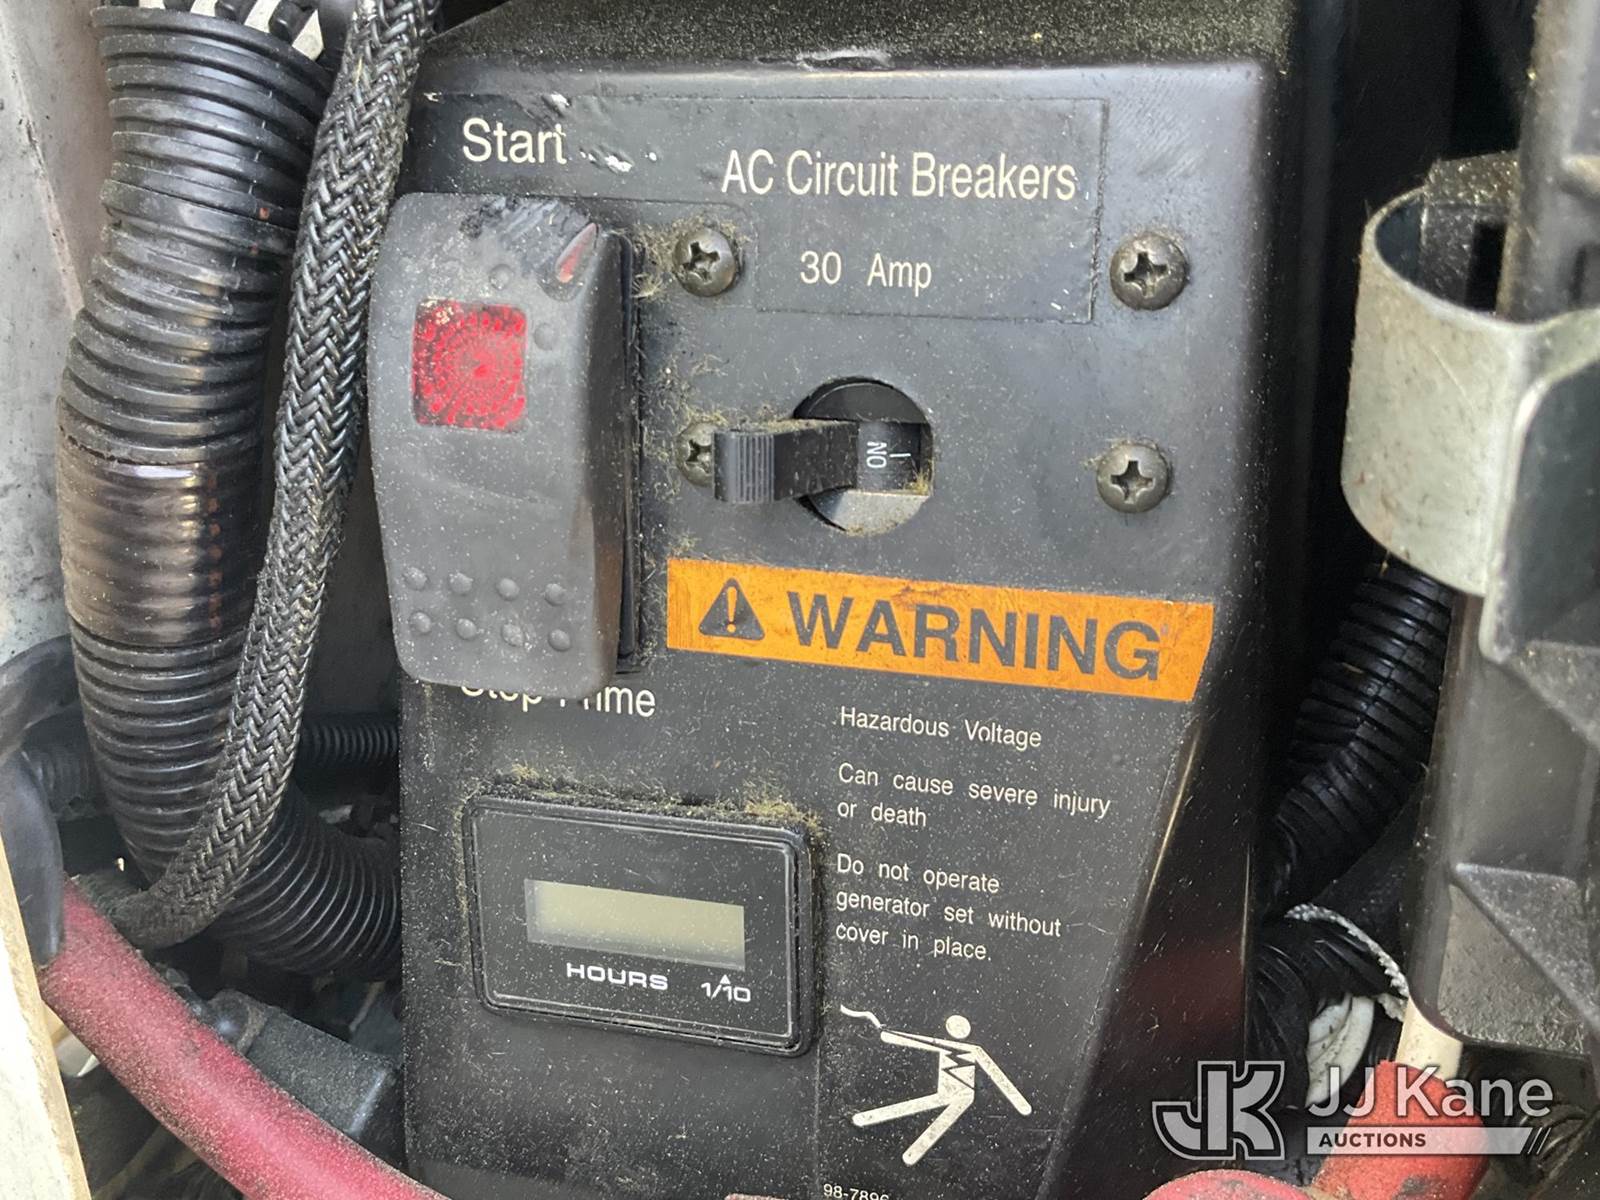 Start
AC Circuit Breakers
30 Amp
ON
WARNING
Stop Prime
Hazardous Voltage
Can cause severe injury
or death
Do not operate
generator set without
cover in place.
HOURS 1/10
JJ Kane
AUCTIONS